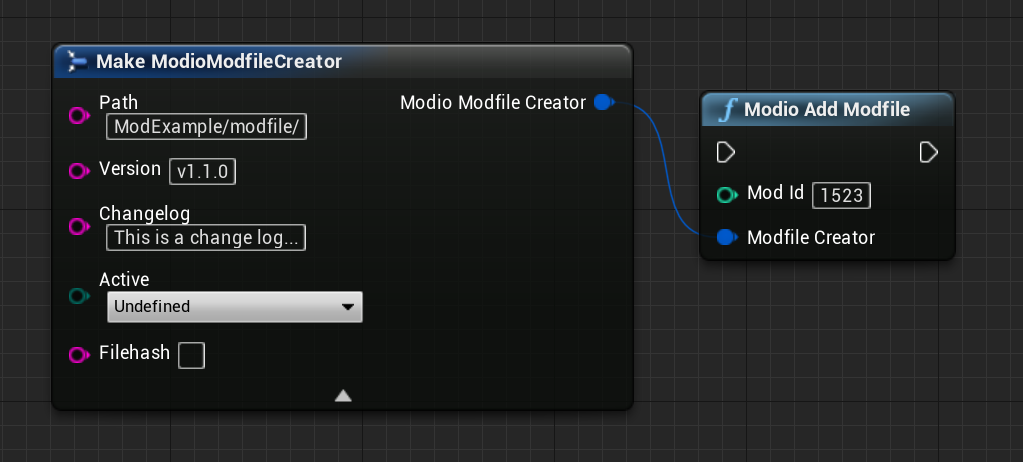 Make ModioModfileCreator
Path
ModExample/modfile/
Modio Modfile Creator
Version v1.1.0
Changelog
This is a change log...
Active
Undefined
Filehash
f Modio Add Modfile
Mod Id 1523
Modfile Creator